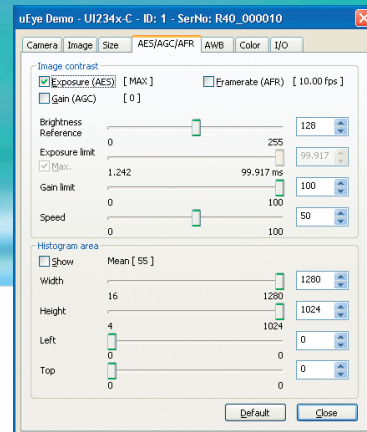 uEye Demo - UI234x-C - ID: 1 - SerNo: R40_000010
Camera Image Size AES/AGC/AFR AWB Color I/O
Image contrast
Exposure (AES) [ MAX ] Framerate (AFR) [ 10.00 fps ]
Gain (AGC) [ 0 ]
Brightness Reference 128
0 255
Exposure limit 99.917
Max.
1.242 99.917 ms
Gain limit 100
0 100
Speed 50
0 100
Histogram area
Show Mean [ 55 ]
Width 1280
16 1280
Height 1024
4 1024
Left 0
0 0
Top 0
0 0
Default Close